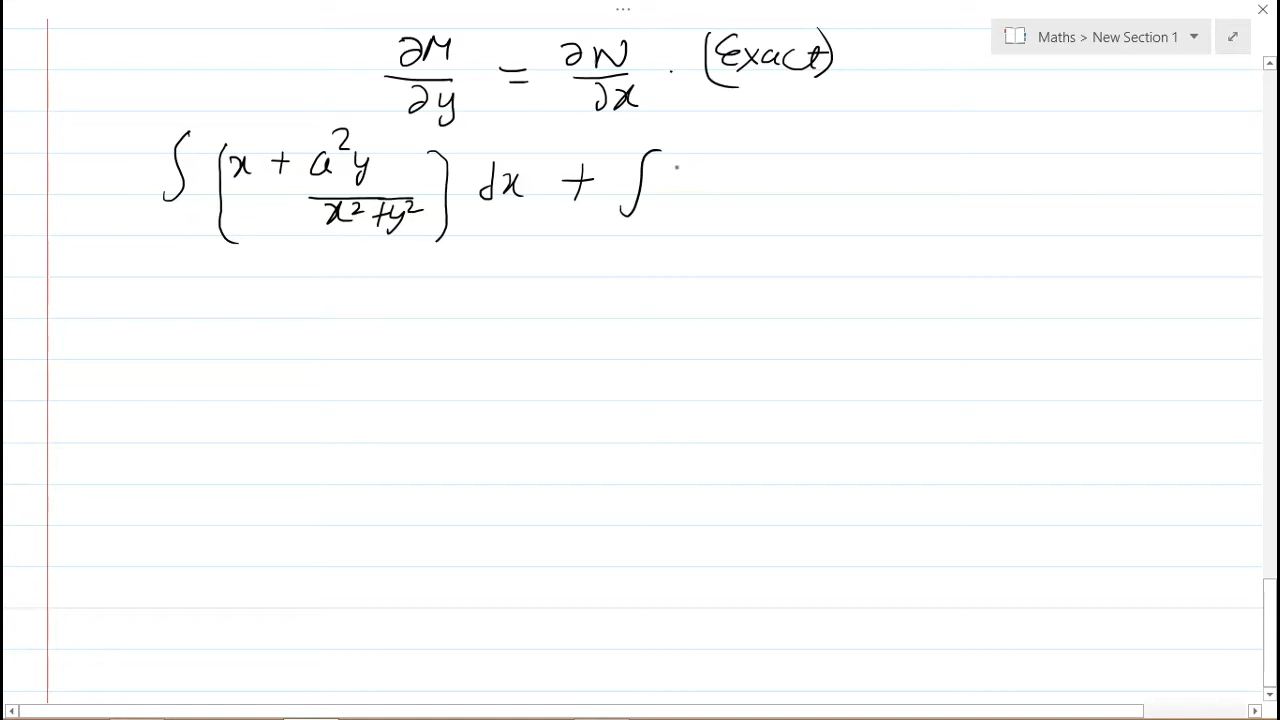 Maths > New Section 1
∂M/∂y = ∂N/∂x . (Exact)
∫ [x + a²y/(x²+y²)] dx + ∫